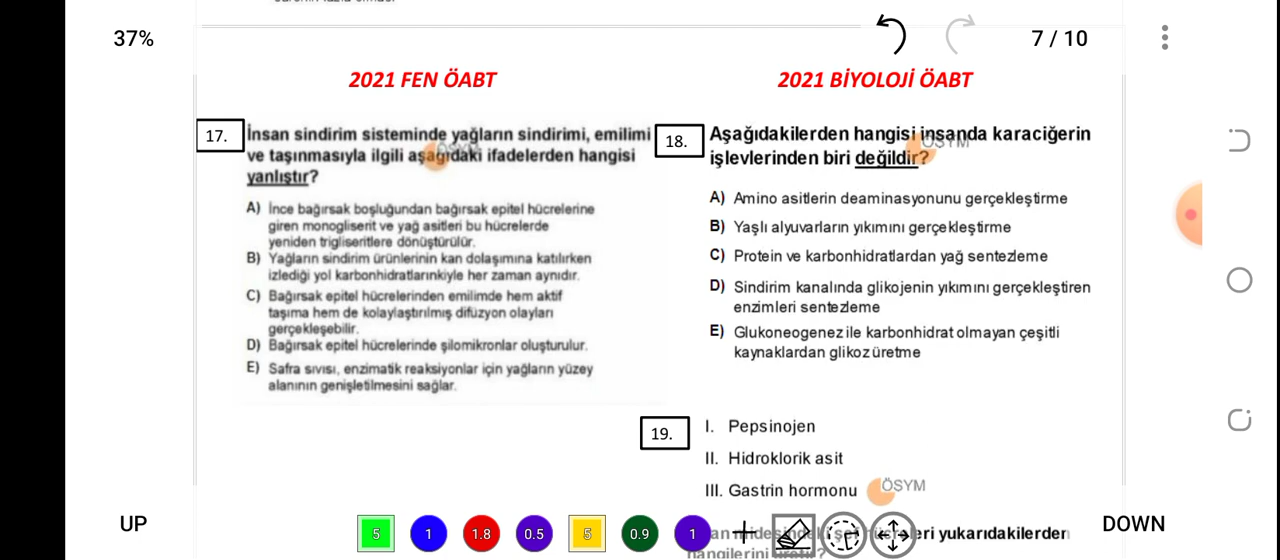 37%
7 / 10
2021 FEN ÖABT
17.
İnsan sindirim sisteminde yağların sindirimi, emilimi
ve taşınmasıyla ilgili aşağıdaki ifadelerden hangisi
yanlıştır?
ÖSYM
A) İnce bağırsak boşluğundan bağırsak epitel hücrelerine
giren monogliserit ve yağ asitleri bu hücrelerde
yeniden trigliseritlere dönüştürülür.
B) Yağların sindirim ürünlerinin kan dolaşımına katılırken
izlediği yol karbonhidratlarınkiyle her zaman aynıdır.
C) Bağırsak epitel hücrelerinden emilimde hem aktif
taşıma hem de kolaylaştırılmış difüzyon olayları
gerçekleşebilir.
D) Bağırsak epitel hücrelerinde şilomikronlar oluşturulur.
E) Safra sıvısı, enzimatik reaksiyonlar için yağların yüzey
alanının genişletilmesini sağlar.
2021 BİYOLOJİ ÖABT
18.
Aşağıdakilerden hangisi insanda karaciğerin
işlevlerinden biri değildir?
ÖSYM
A) Amino asitlerin deaminasyonunu gerçekleştirme
B) Yaşlı alyuvarların yıkımını gerçekleştirme
C) Protein ve karbonhidratlardan yağ sentezleme
D) Sindirim kanalında glikojenin yıkımını gerçekleştiren
enzimleri sentezleme
E) Glukoneogenez ile karbonhidrat olmayan çeşitli
kaynaklardan glikoz üretme
19.
I. Pepsinojen
II. Hidroklorik asit
III. Gastrin hormonu
ÖSYM
yukarıdakilerden
UP
5
1
1.8
0.5
5
0.9
1
DOWN